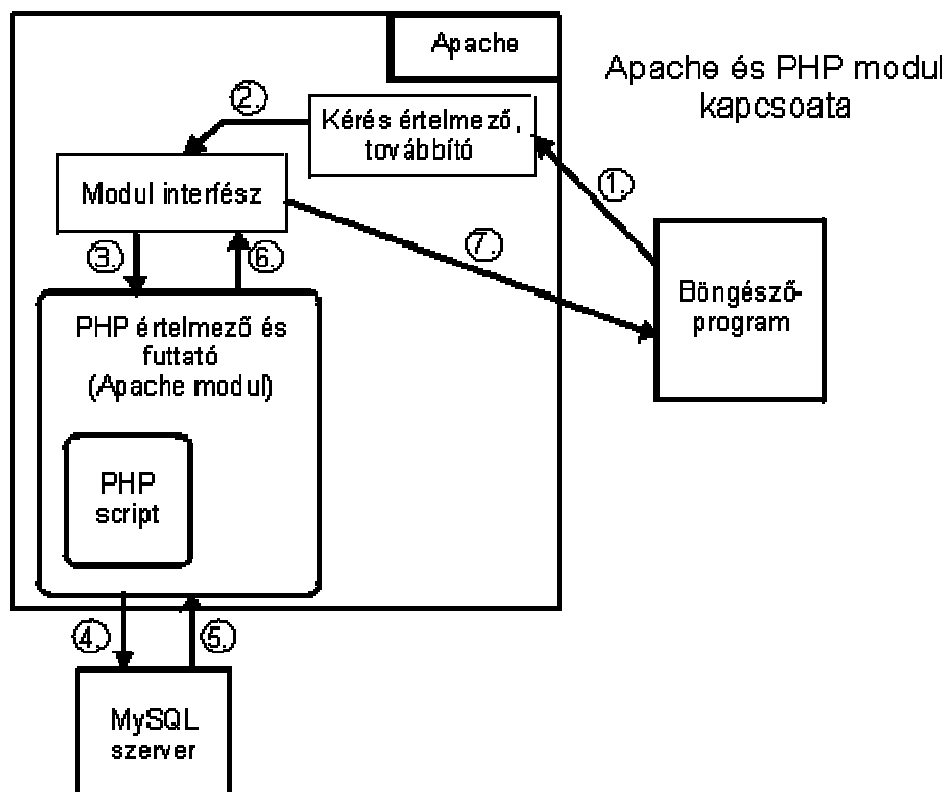 Apache
Apache és PHP modul
kapcsoata
2.
Kérés értelmező,
továbbító
1.
Modul interfész
7.
3.
6.
Böngésző-
program
PHP értelmező és
futtató
(Apache modul)
PHP
script
4.
5.
MySQL
szerver